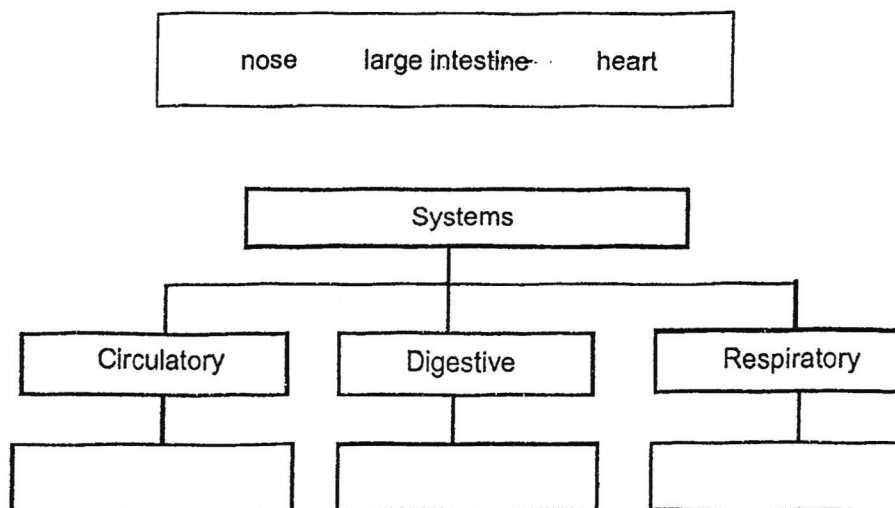 nose large intestine heart
Systems
Circulatory Digestive Respiratory